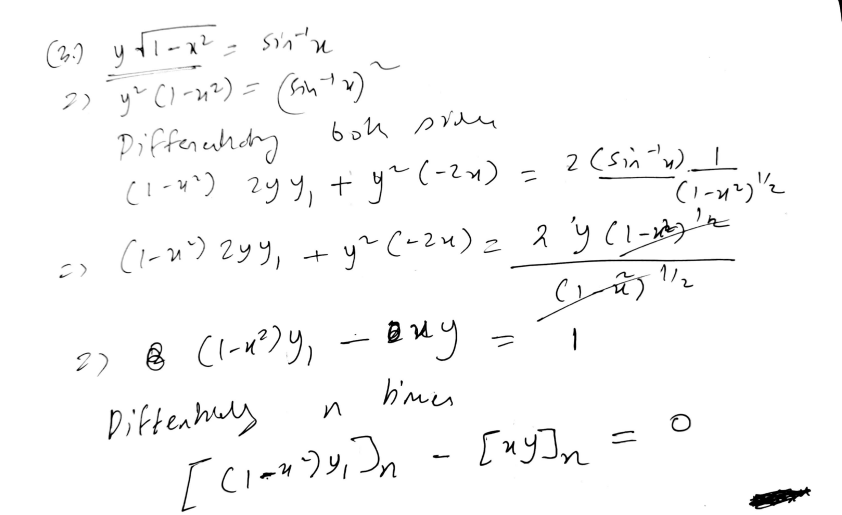 (3.) y √1-x² = sin⁻¹x
=> y² (1-x²) = (sin⁻¹x)²
Differentiating both sides
(1-x²) 2yy₁ + y² (-2x) = 2 (sin⁻¹x) 1/(1-x²)^1/2
=> (1-x²) 2yy₁ + y² (-2x) = 2 y (1-x²)^1/2 / (1-x²)^1/2
=> (1-x²)y₁ - xy = 1
Differentiating n times
[(1-x²)y₁]ₙ - [xy]ₙ = 0